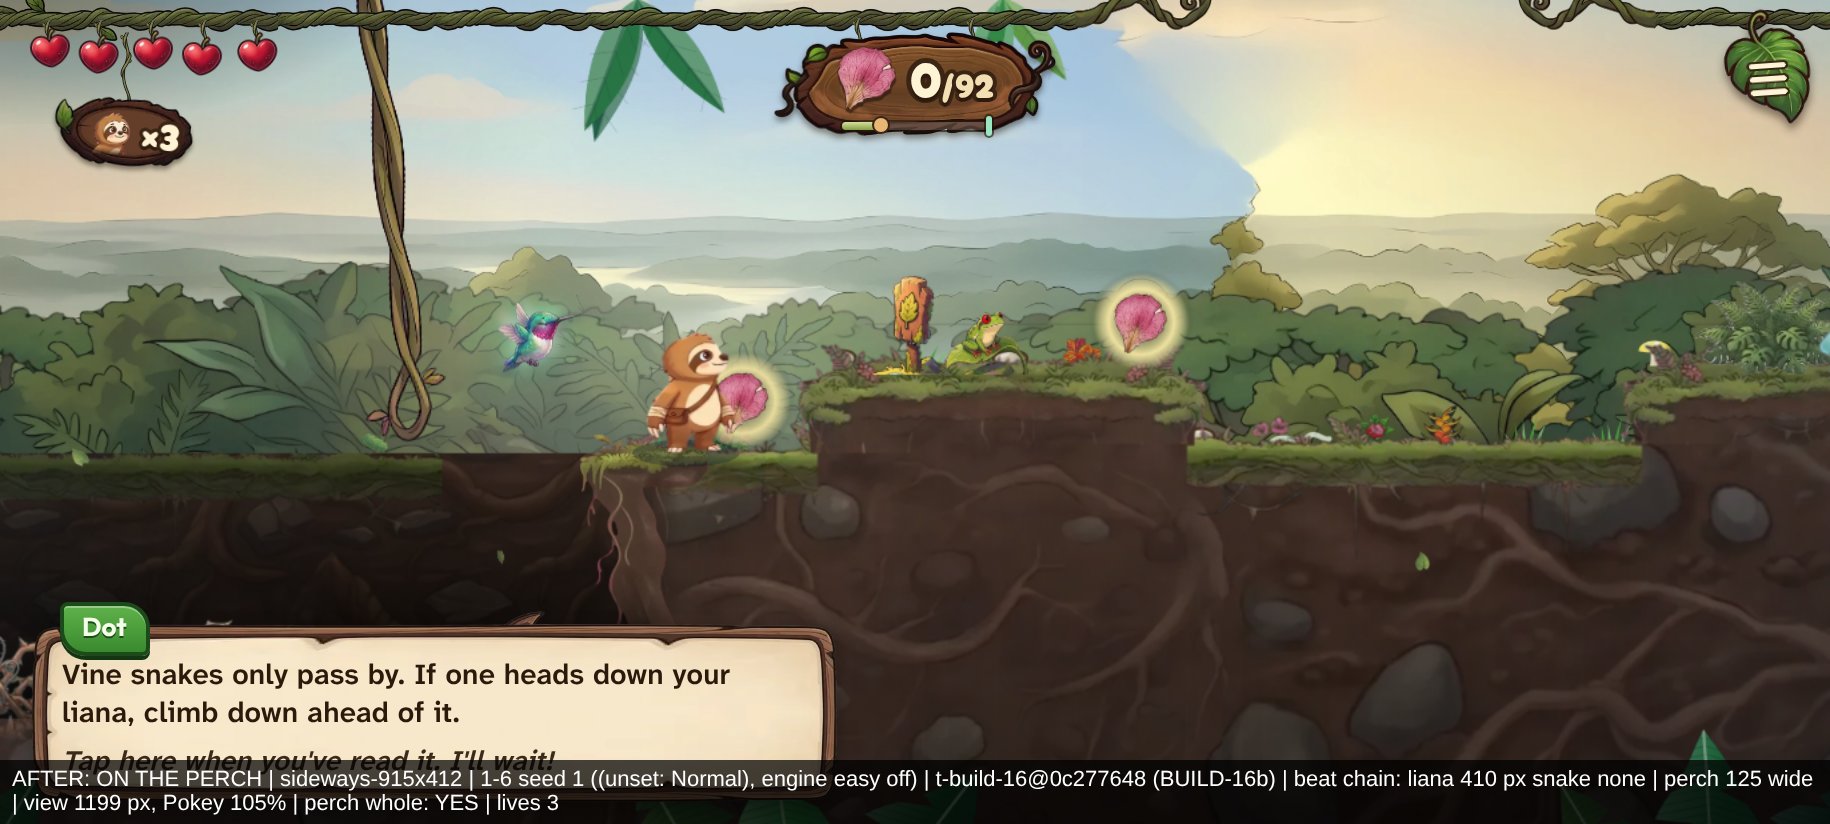 0/92
x3
Dot
Vine snakes only pass by. If one heads down your
liana, climb down ahead of it.
Tap here when you've read it. I'll wait!
AFTER: ON THE PERCH | sideways-915x412 | 1-6 seed 1 ((unset: Normal), engine easy off) | t-build-16@0c277648 (BUILD-16b) | beat chain: liana 410 px snake none | perch 125 wide
| view 1199 px, Pokey 105% | perch whole: YES | lives 3